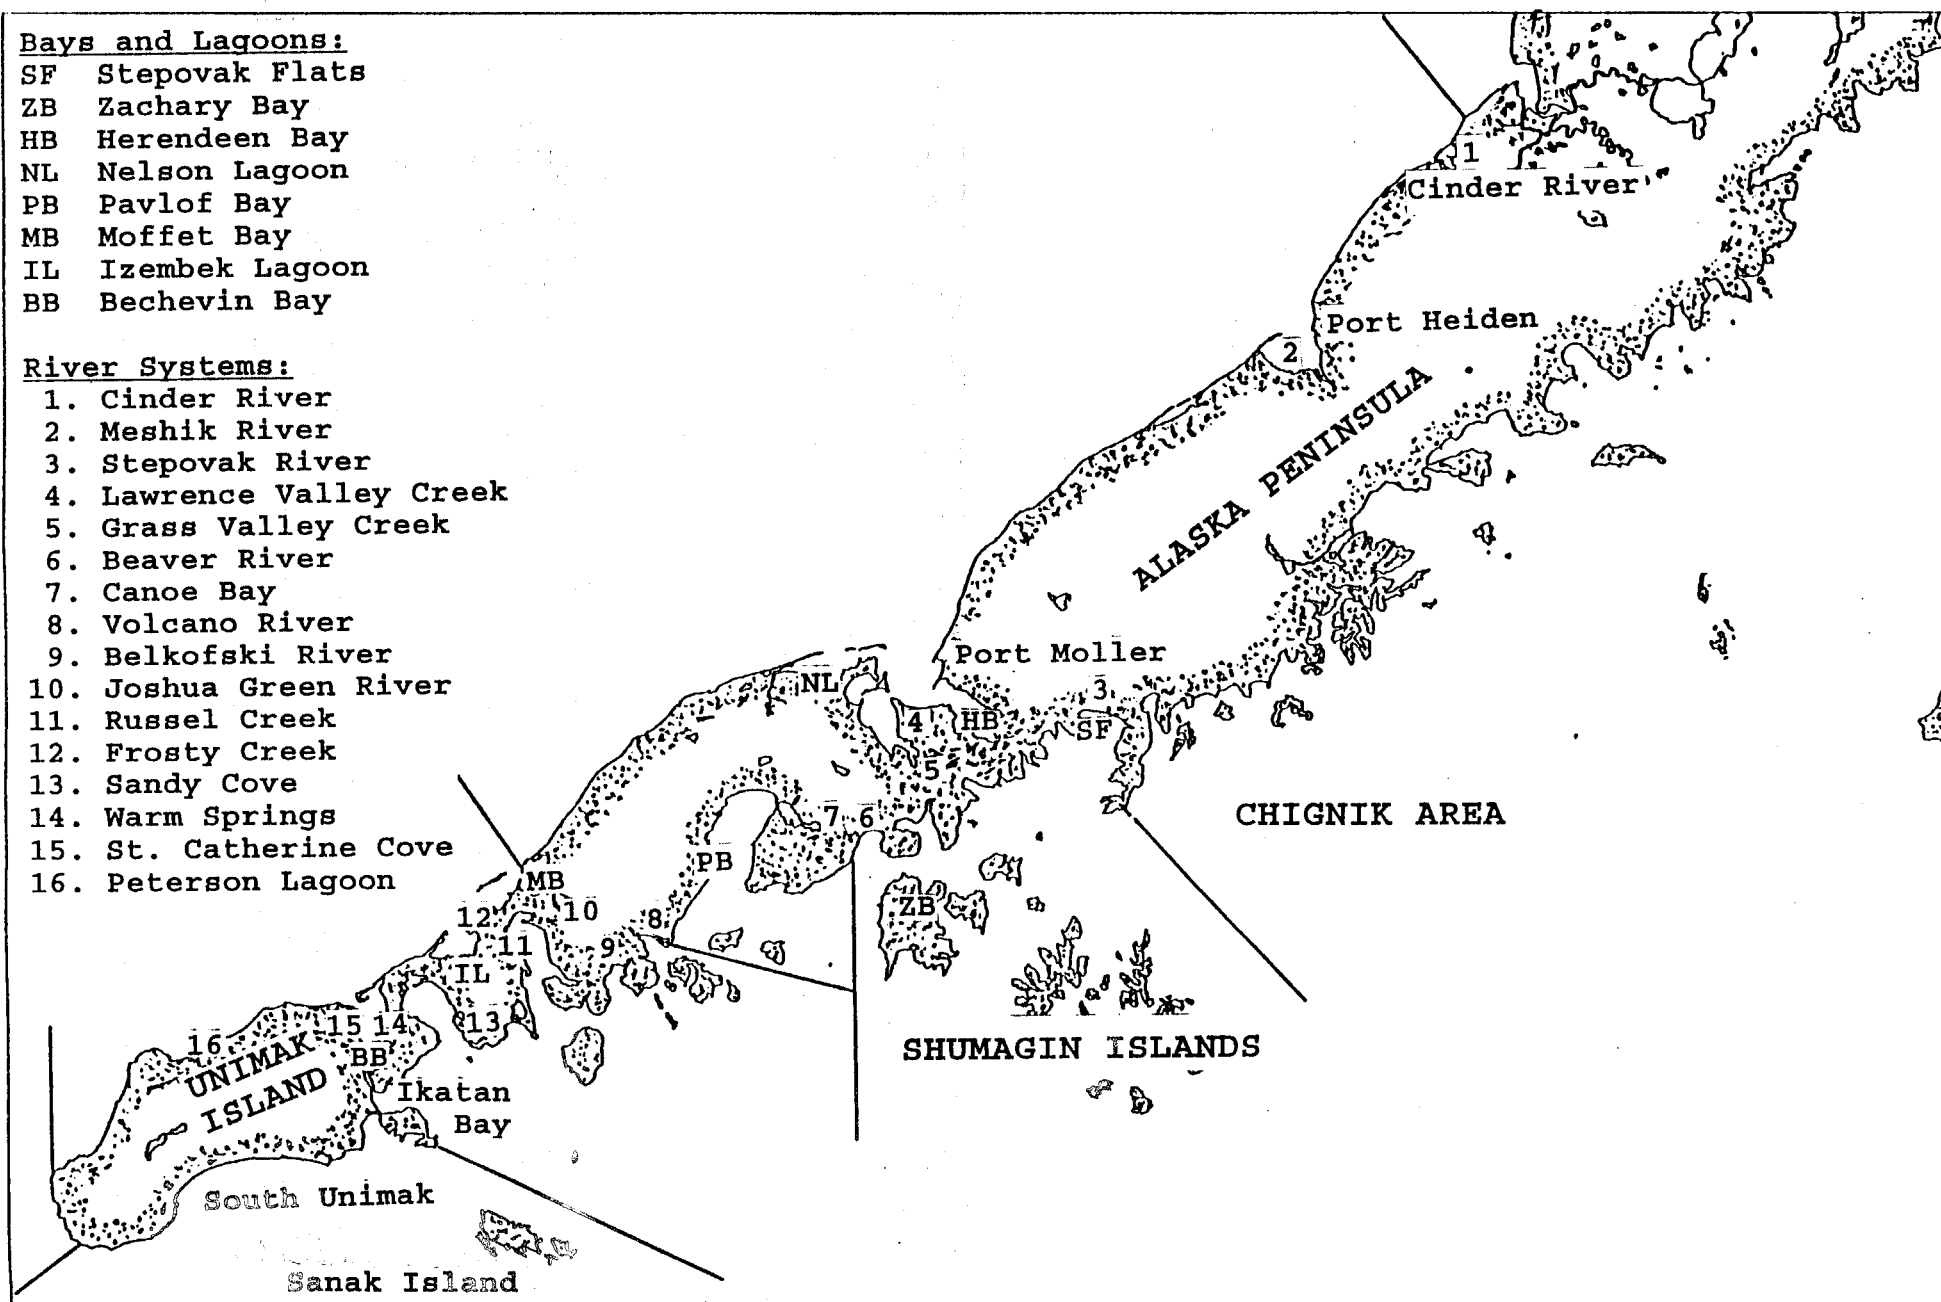 Bays and Lagoons:
SF Stepovak Flats
ZB Zachary Bay
HB Herendeen Bay
NL Nelson Lagoon
PB Pavlof Bay
MB Moffet Bay
IL Izembek Lagoon
BB Bechevin Bay
River Systems:
1. Cinder River
2. Meshik River
3. Stepovak River
4. Lawrence Valley Creek
5. Grass Valley Creek
6. Beaver River
7. Canoe Bay
8. Volcano River
9. Belkofski River
10. Joshua Green River
11. Russel Creek
12. Frosty Creek
13. Sandy Cove
14. Warm Springs
15. St. Catherine Cove
16. Peterson Lagoon
1
Cinder River
Port Heiden
2
ALASKA PENINSULA
Port Moller
NL
3
4
HB
SF
5
7
6
CHIGNIK AREA
PB
MB
ZB
12
10
8
11
9
IL
13
15
14
16
BB
SHUMAGIN ISLANDS
UNIMAK
ISLAND
Ikatan
Bay
South Unimak
Sanak Island